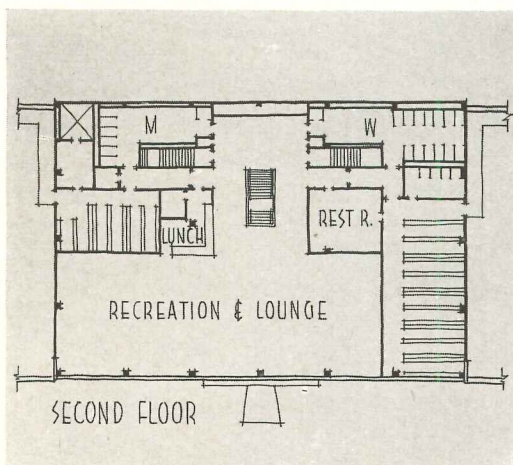 M
W
REST R.
LUNCH
RECREATION & LOUNGE
SECOND FLOOR